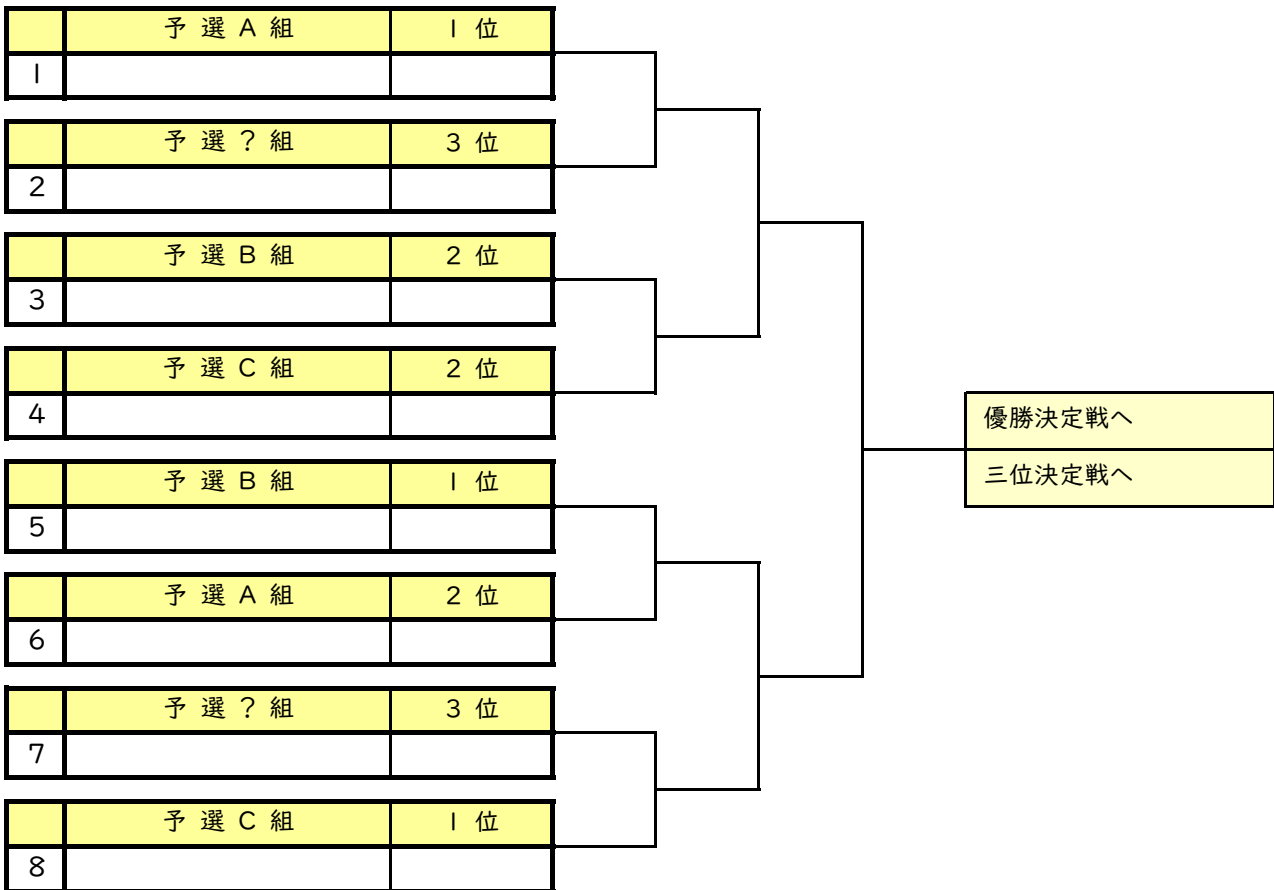 予 選 A 組 1 位
1
予 選 ? 組 3 位
2
予 選 B 組 2 位
3
予 選 C 組 2 位
4
予 選 B 組 1 位
5
予 選 A 組 2 位
6
予 選 ? 組 3 位
7
予 選 C 組 1 位
8
優勝決定戦へ
三位決定戦へ